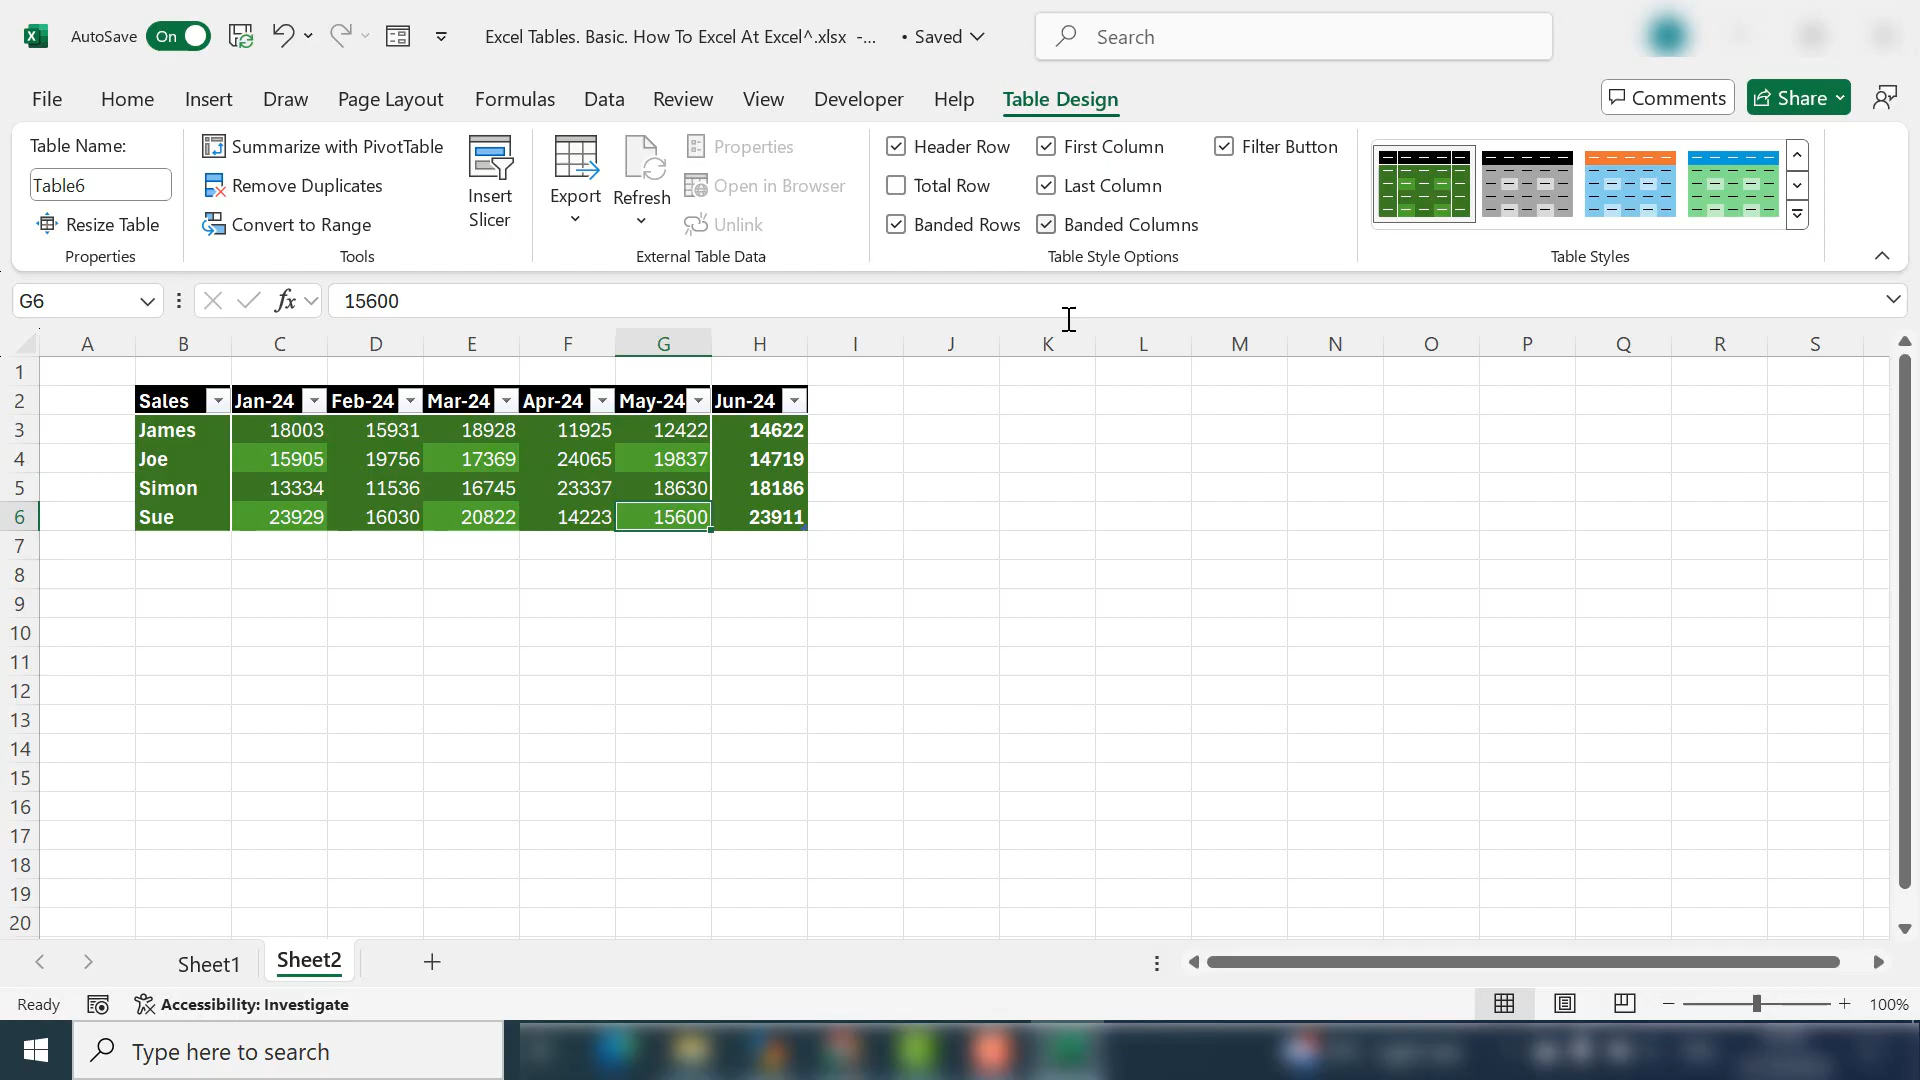 AutoSave On Excel Tables. Basic. How To Excel At Excel^.xlsx -... • Saved Search
File Home Insert Draw Page Layout Formulas Data Review View Developer Help Table Design Comments Share
Table Name:
Table6
Resize Table
Properties
Summarize with PivotTable
Remove Duplicates
Convert to Range
Tools
Insert
Slicer
Export
Refresh
Properties
Open in Browser
Unlink
External Table Data
Header Row First Column Filter Button
Total Row Last Column
Banded Rows Banded Columns
Table Style Options
Table Styles
G6 fx 15600
A B C D E F G H I J K L M N O P Q R S
1
2 Sales Jan-24 Feb-24 Mar-24 Apr-24 May-24 Jun-24
3 James 18003 15931 18928 11925 12422 14622
4 Joe 15905 19756 17369 24065 19837 14719
5 Simon 13334 11536 16745 23337 18630 18186
6 Sue 23929 16030 20822 14223 15600 23911
7
8
9
10
11
12
13
14
15
16
17
18
19
20
Sheet1 Sheet2
Ready Accessibility: Investigate 100%
Type here to search